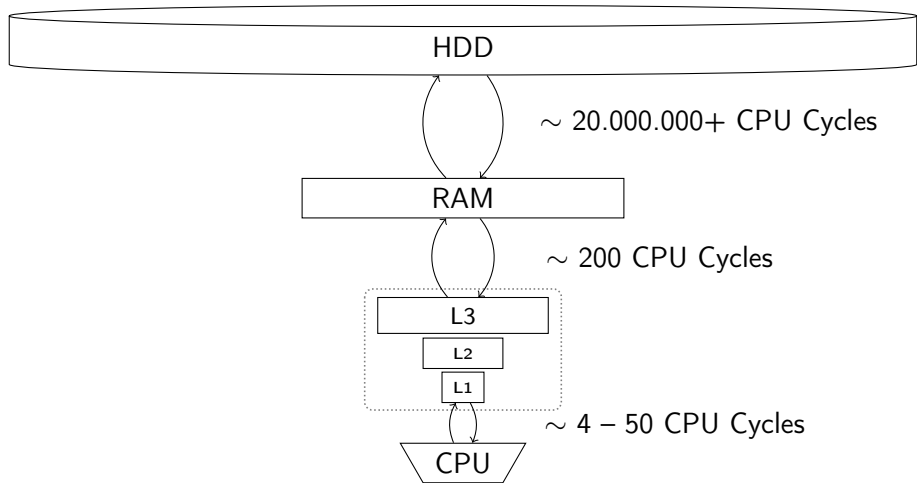 HDD
∼ 20.000.000+ CPU Cycles
RAM
∼ 200 CPU Cycles
L3
L2
L1
∼ 4 – 50 CPU Cycles
CPU